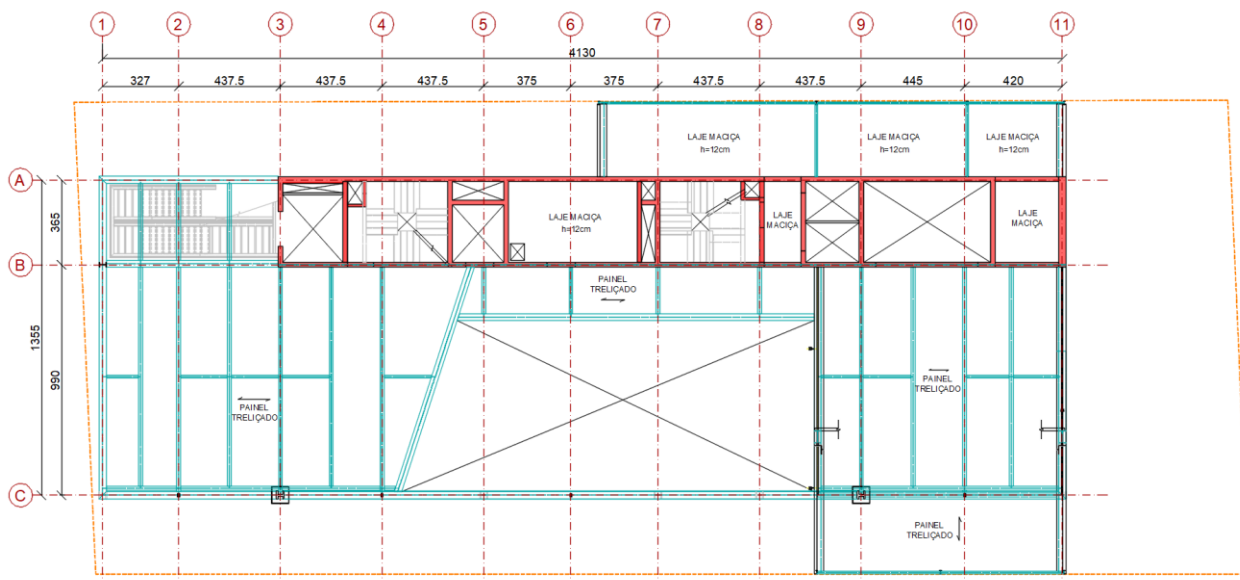 1 2 3 4 5 6 7 8 9 10 11
4130
327 437.5 437.5 437.5 375 375 437.5 437.5 445 420
LAJE MACIÇA
h=12cm
LAJE MACIÇA
h=12cm
LAJE MACIÇA
h=12cm
A
365
LAJE MACIÇA
h=12cm
LAJE
MACIÇA
LAJE
MACIÇA
B
PAINEL
TRELIÇADO
1355
990
PAINEL
TRELIÇADO
PAINEL
TRELIÇADO
C
PAINEL
TRELIÇADO